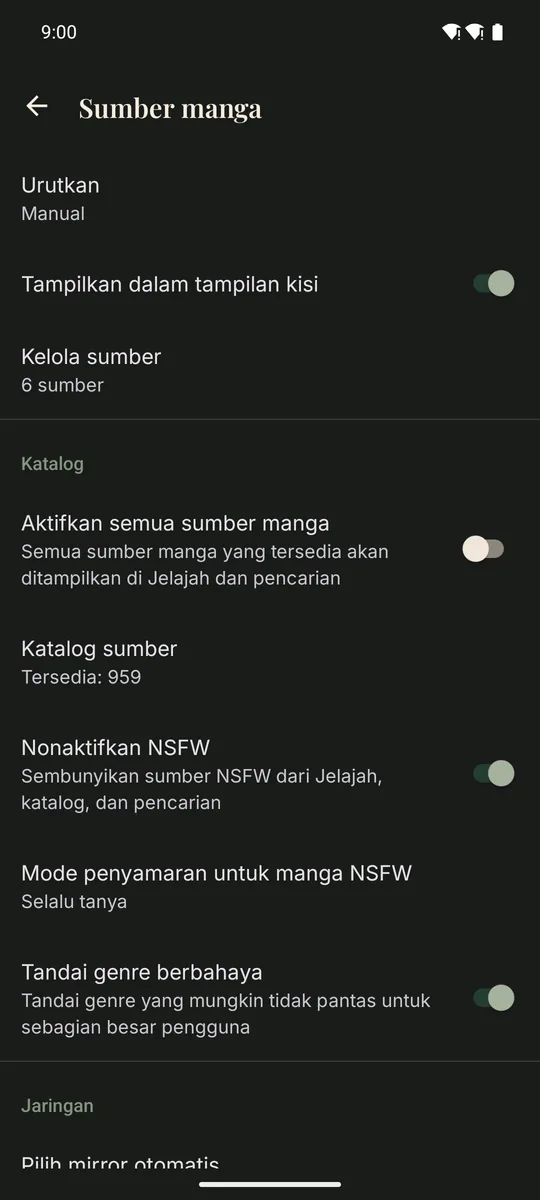 9:00
Sumber manga
Urutkan
Manual
Tampilkan dalam tampilan kisi
Kelola sumber
6 sumber
Katalog
Aktifkan semua sumber manga
Semua sumber manga yang tersedia akan
ditampilkan di Jelajah dan pencarian
Katalog sumber
Tersedia: 959
Nonaktifkan NSFW
Sembunyikan sumber NSFW dari Jelajah,
katalog, dan pencarian
Mode penyamaran untuk manga NSFW
Selalu tanya
Tandai genre berbahaya
Tandai genre yang mungkin tidak pantas untuk
sebagian besar pengguna
Jaringan
Pilih mirror otomatis